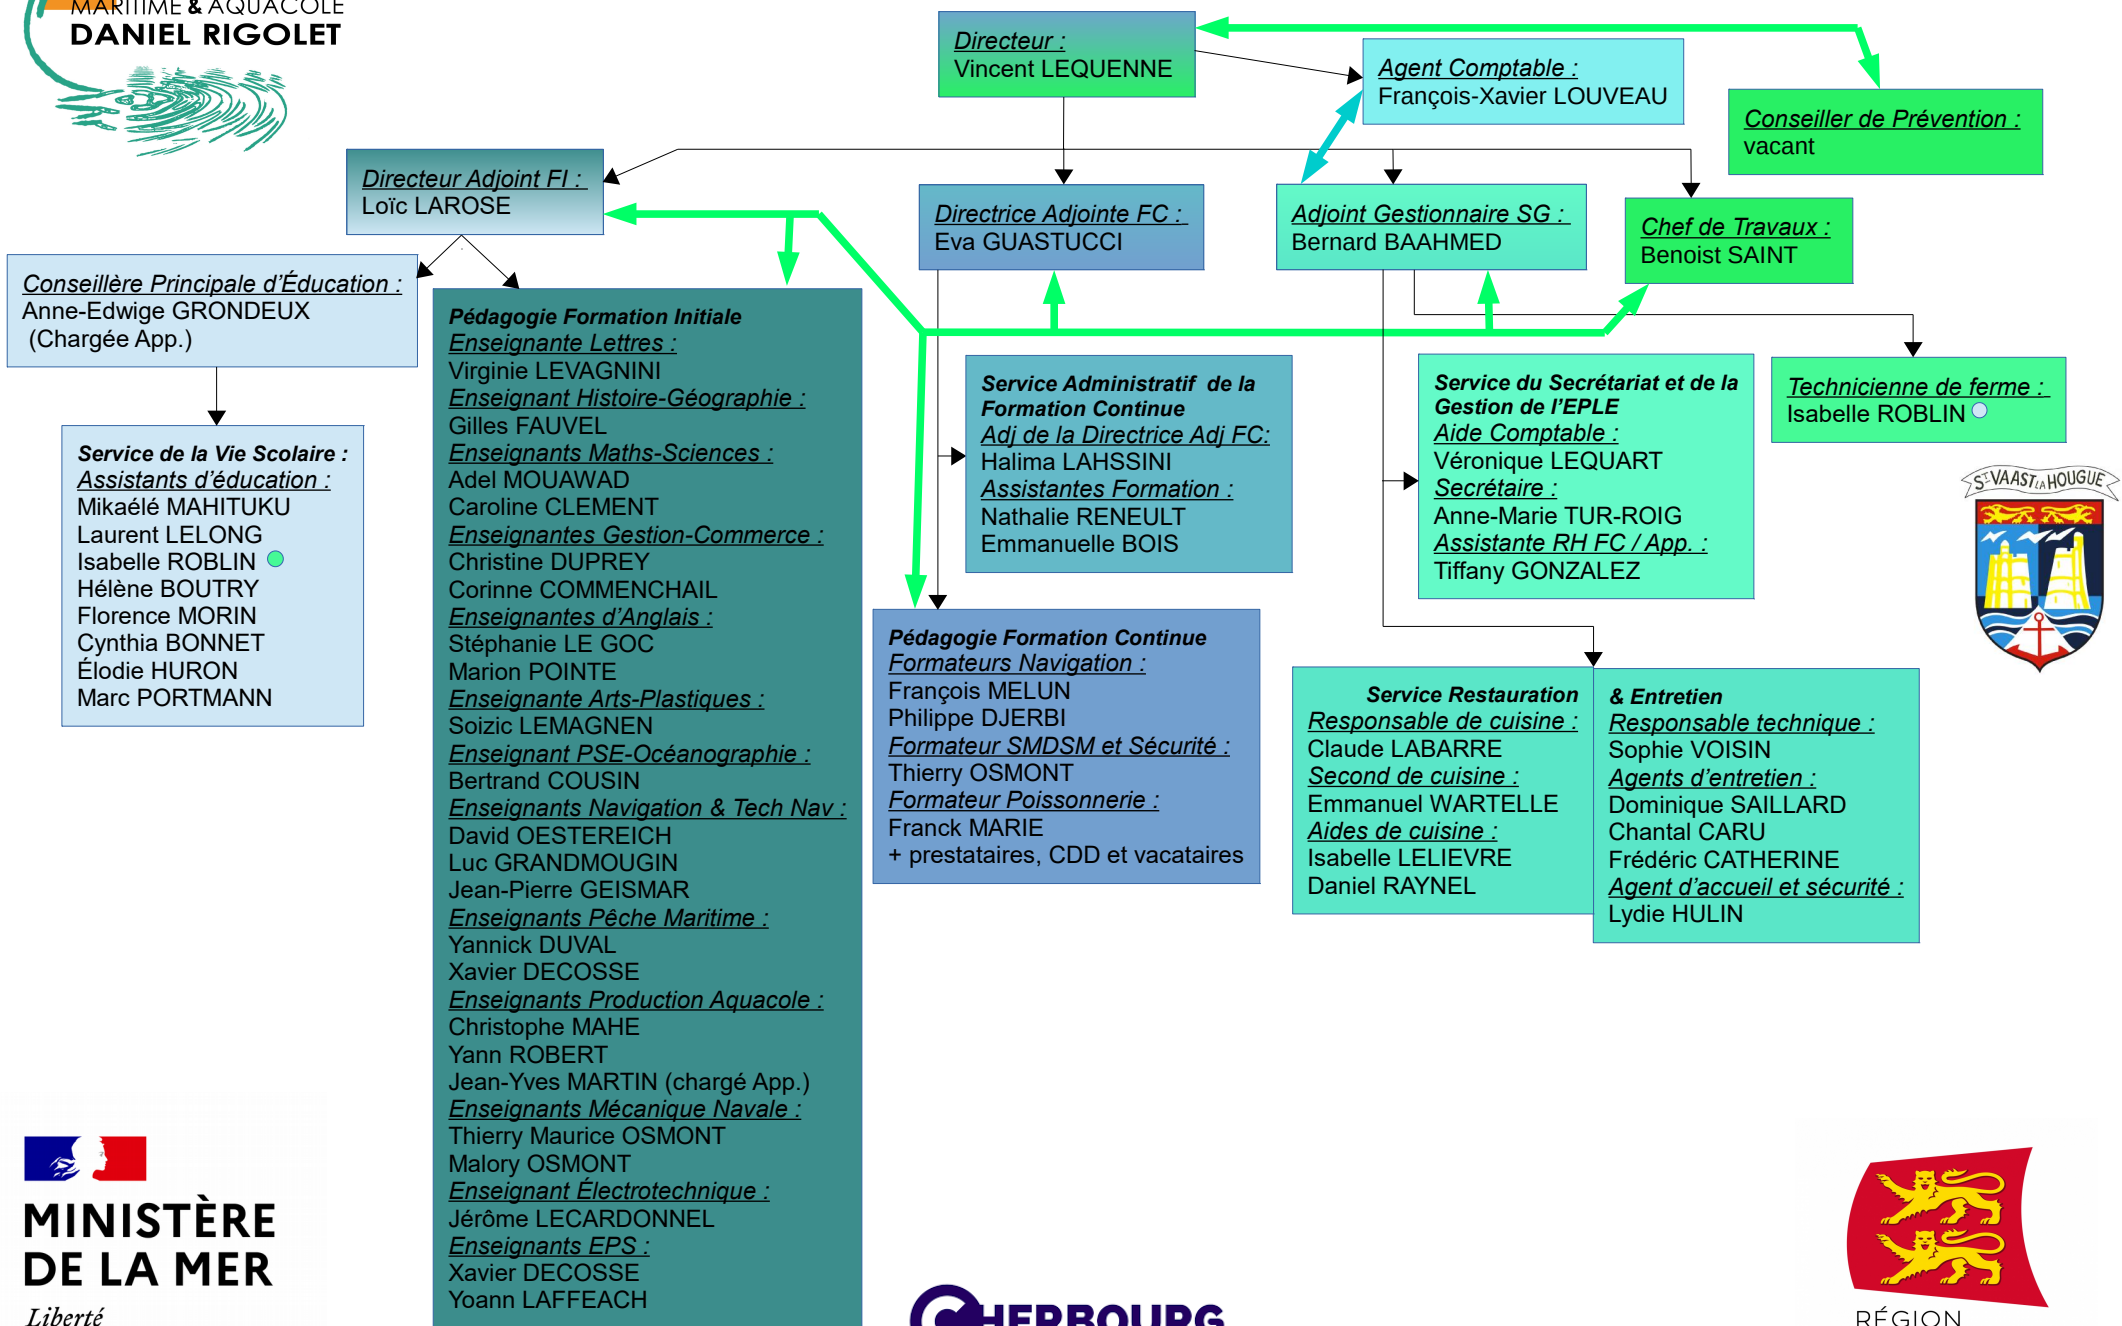 MARITIME & AQUACOLE
DANIEL RIGOLET
Directeur :
Vincent LEQUENNE
Agent Comptable :
François-Xavier LOUVEAU
Conseiller de Prévention :
vacant
Directeur Adjoint FI :
Loïc LAROSE
Directrice Adjointe FC :
Eva GUASTUCCI
Adjoint Gestionnaire SG :
Bernard BAAHMED
Chef de Travaux :
Benoist SAINT
Conseillère Principale d'Éducation :
Anne-Edwige GRONDEUX
(Chargée App.)
Service de la Vie Scolaire :
Assistants d'éducation :
Mikaélé MAHITUKU
Laurent LELONG
Isabelle ROBLIN
Hélène BOUTRY
Florence MORIN
Cynthia BONNET
Élodie HURON
Marc PORTMANN
Pédagogie Formation Initiale
Enseignante Lettres :
Virginie LEVAGNINI
Enseignant Histoire-Géographie :
Gilles FAUVEL
Enseignants Maths-Sciences :
Adel MOUAWAD
Caroline CLEMENT
Enseignantes Gestion-Commerce :
Christine DUPREY
Corinne COMMENCHAIL
Enseignantes d'Anglais :
Stéphanie LE GOC
Marion POINTE
Enseignante Arts-Plastiques :
Soizic LEMAGNEN
Enseignant PSE-Océanographie :
Bertrand COUSIN
Enseignants Navigation & Tech Nav :
David OESTEREICH
Luc GRANDMOUGIN
Jean-Pierre GEISMAR
Enseignants Pêche Maritime :
Yannick DUVAL
Xavier DECOSSE
Enseignants Production Aquacole :
Christophe MAHE
Yann ROBERT
Jean-Yves MARTIN (chargé App.)
Enseignants Mécanique Navale :
Thierry Maurice OSMONT
Malory OSMONT
Enseignant Électrotechnique :
Jérôme LECARDONNEL
Enseignants EPS :
Xavier DECOSSE
Yoann LAFFEACH
Service Administratif de la
Formation Continue
Adj de la Directrice Adj FC:
Halima LAHSSINI
Assistantes Formation :
Nathalie RENEULT
Emmanuelle BOIS
Pédagogie Formation Continue
Formateurs Navigation :
François MELUN
Philippe DJERBI
Formateur SMDSM et Sécurité :
Thierry OSMONT
Formateur Poissonnerie :
Franck MARIE
+ prestataires, CDD et vacataires
Service du Secrétariat et de la
Gestion de l'EPLE
Aide Comptable :
Véronique LEQUART
Secrétaire :
Anne-Marie TUR-ROIG
Assistante RH FC / App. :
Tiffany GONZALEZ
Technicienne de ferme :
Isabelle ROBLIN
Service Restauration
Responsable de cuisine :
Claude LABARRE
Second de cuisine :
Emmanuel WARTELLE
Aides de cuisine :
Isabelle LELIEVRE
Daniel RAYNEL
& Entretien
Responsable technique :
Sophie VOISIN
Agents d'entretien :
Dominique SAILLARD
Chantal CARU
Frédéric CATHERINE
Agent d'accueil et sécurité :
Lydie HULIN
ST VAAST LA HOUGUE
MINISTÈRE
DE LA MER
Liberté
CHERBOURG
RÉGION